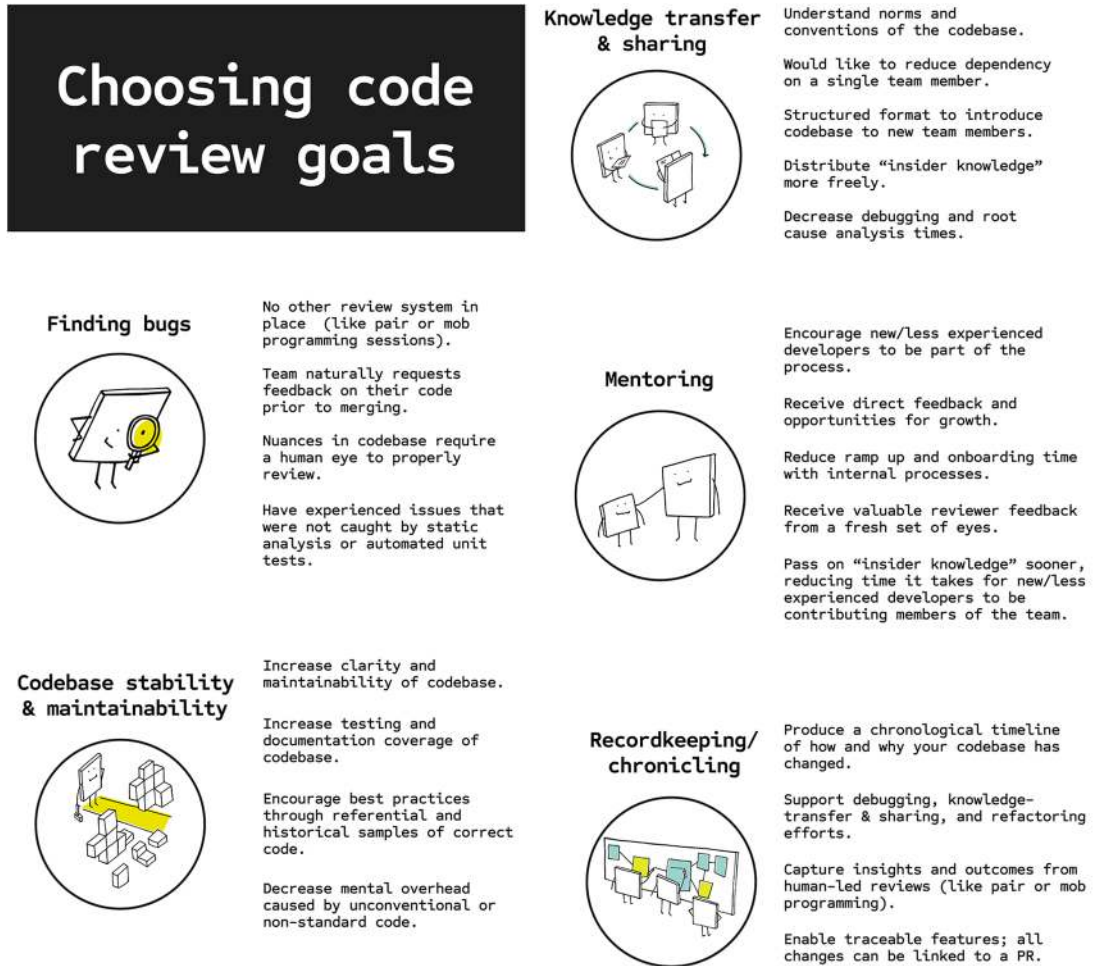 Choosing code
review goals
Knowledge transfer
& sharing
Understand norms and
conventions of the codebase.
Would like to reduce dependency
on a single team member.
Structured format to introduce
codebase to new team members.
Distribute “insider knowledge”
more freely.
Decrease debugging and root
cause analysis times.
Finding bugs
No other review system in
place (like pair or mob
programming sessions).
Team naturally requests
feedback on their code
prior to merging.
Nuances in codebase require
a human eye to properly
review.
Have experienced issues that
were not caught by static
analysis or automated unit
tests.
Mentoring
Encourage new/less experienced
developers to be part of the
process.
Receive direct feedback and
opportunities for growth.
Reduce ramp up and onboarding time
with internal processes.
Receive valuable reviewer feedback
from a fresh set of eyes.
Pass on “insider knowledge” sooner,
reducing time it takes for new/less
experienced developers to be
contributing members of the team.
Codebase stability
& maintainability
Increase clarity and
maintainability of codebase.
Increase testing and
documentation coverage of
codebase.
Encourage best practices
through referential and
historical samples of correct
code.
Decrease mental overhead
caused by unconventional or
non-standard code.
Recordkeeping/
chronicling
Produce a chronological timeline
of how and why your codebase has
changed.
Support debugging, knowledge-
transfer & sharing, and refactoring
efforts.
Capture insights and outcomes from
human-led reviews (like pair or mob
programming).
Enable traceable features; all
changes can be linked to a PR.